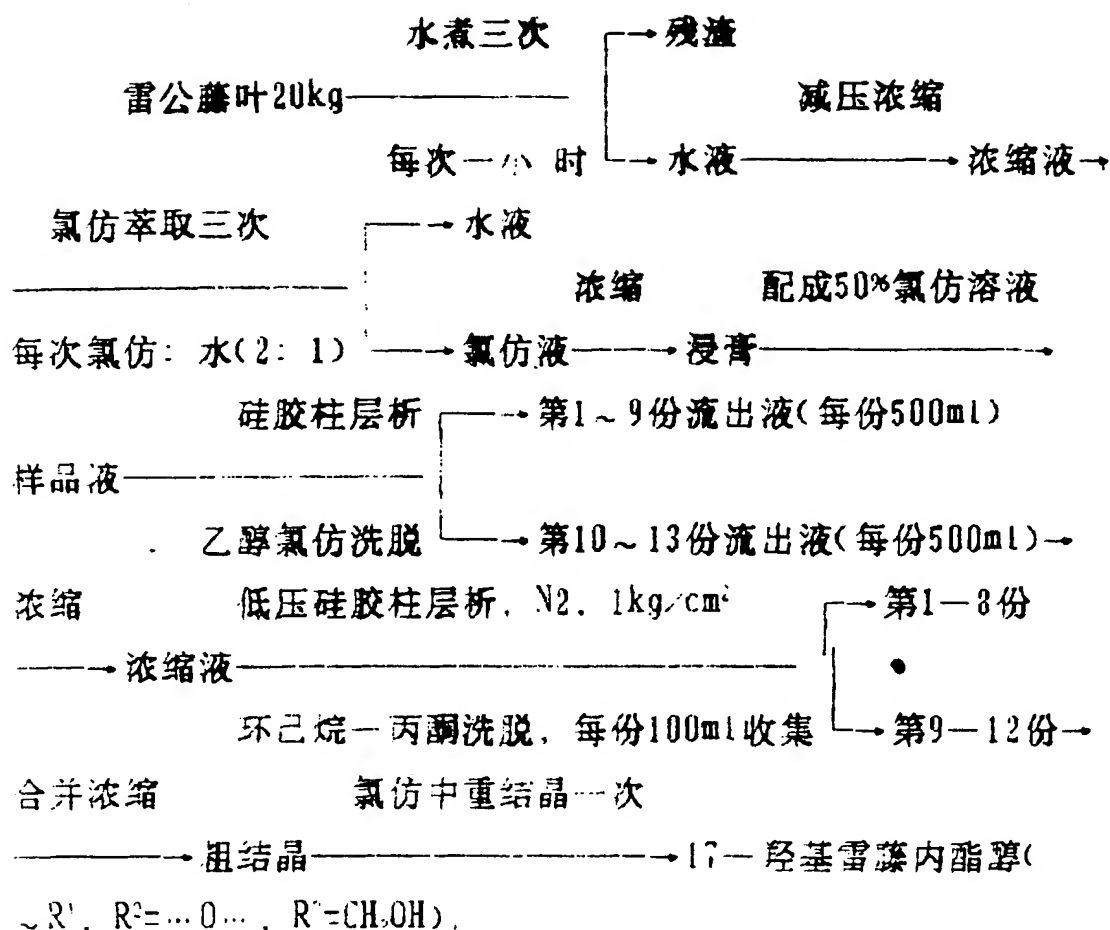 水煮三次 残渣
雷公藤叶20kg 减压浓缩
每次一小时 水液 浓缩液
氯仿萃取三次 水液
浓缩 配成50%氯仿溶液
每次氯仿：水(2：1) 氯仿液 浸膏
硅胶柱层析 第1~9份流出液(每份500ml)
样品液
乙醇氯仿洗脱 第10~13份流出液(每份500ml)
浓缩 低压硅胶柱层析，N2，1kg/cm² 第1—8份
浓缩液
环己烷—丙酮洗脱，每份100ml收集 第9—12份
合并浓缩 氯仿中重结晶一次
粗结晶 17—羟基雷藤内酯醇(
~R¹，R²=…O…，=CH₂OH)，